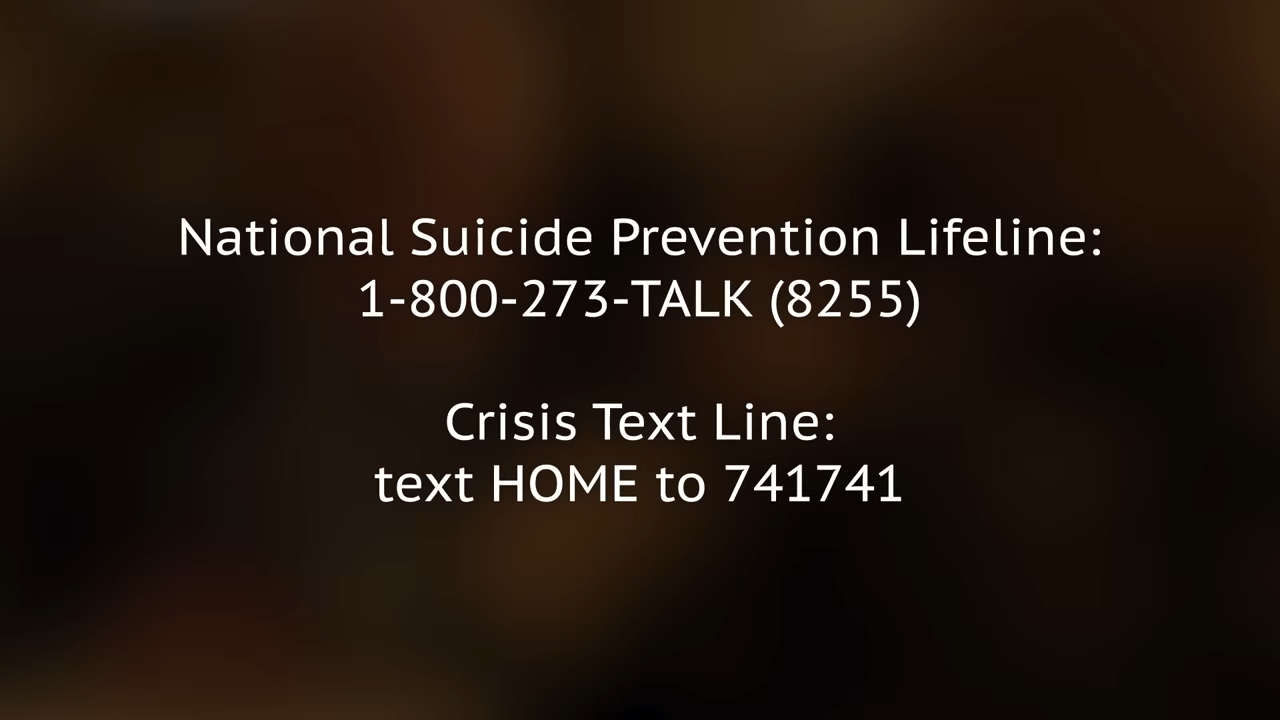 National Suicide Prevention Lifeline:
1-800-273-TALK (8255)
Crisis Text Line:
text HOME to 741741